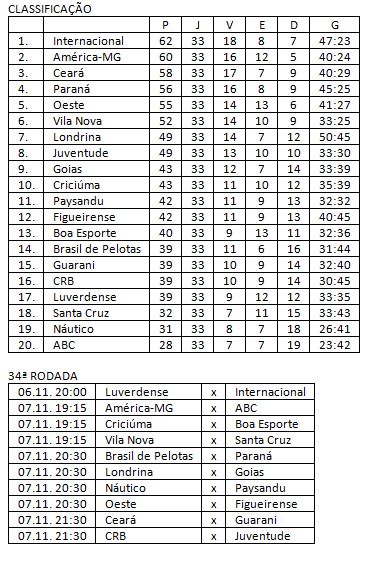 CLASSIFICAÇÃO
P J V E D G
1. Internacional 62 33 18 8 7 47:23
2. América-MG 60 33 16 12 5 40:24
3. Ceará 58 33 17 7 9 40:29
4. Paraná 56 33 16 8 9 45:25
5. Oeste 55 33 14 13 6 41:27
6. Vila Nova 52 33 14 10 9 33:25
7. Londrina 49 33 14 7 12 50:45
8. Juventude 49 33 13 10 10 33:30
9. Goias 43 33 12 7 14 33:39
10. Criciúma 43 33 11 10 12 35:39
11. Paysandu 42 33 11 9 13 32:32
12. Figueirense 42 33 11 9 13 40:45
13. Boa Esporte 40 33 9 13 11 32:36
14. Brasil de Pelotas 39 33 11 6 16 31:44
15. Guarani 39 33 10 9 14 32:40
16. CRB 39 33 10 9 14 30:45
17. Luverdense 39 33 9 12 12 33:35
18. Santa Cruz 32 33 7 11 15 33:43
19. Náutico 31 33 8 7 18 26:41
20. ABC 28 33 7 7 19 23:42
34ª RODADA
06.11. 20:00 Luverdense x Internacional
07.11. 19:15 América-MG x ABC
07.11. 19:15 Criciúma x Boa Esporte
07.11. 19:15 Vila Nova x Santa Cruz
07.11. 20:30 Brasil de Pelotas x Paraná
07.11. 20:30 Londrina x Goias
07.11. 20:30 Náutico x Paysandu
07.11. 20:30 Oeste x Figueirense
07.11. 21:30 Ceará x Guarani
07.11. 21:30 CRB x Juventude